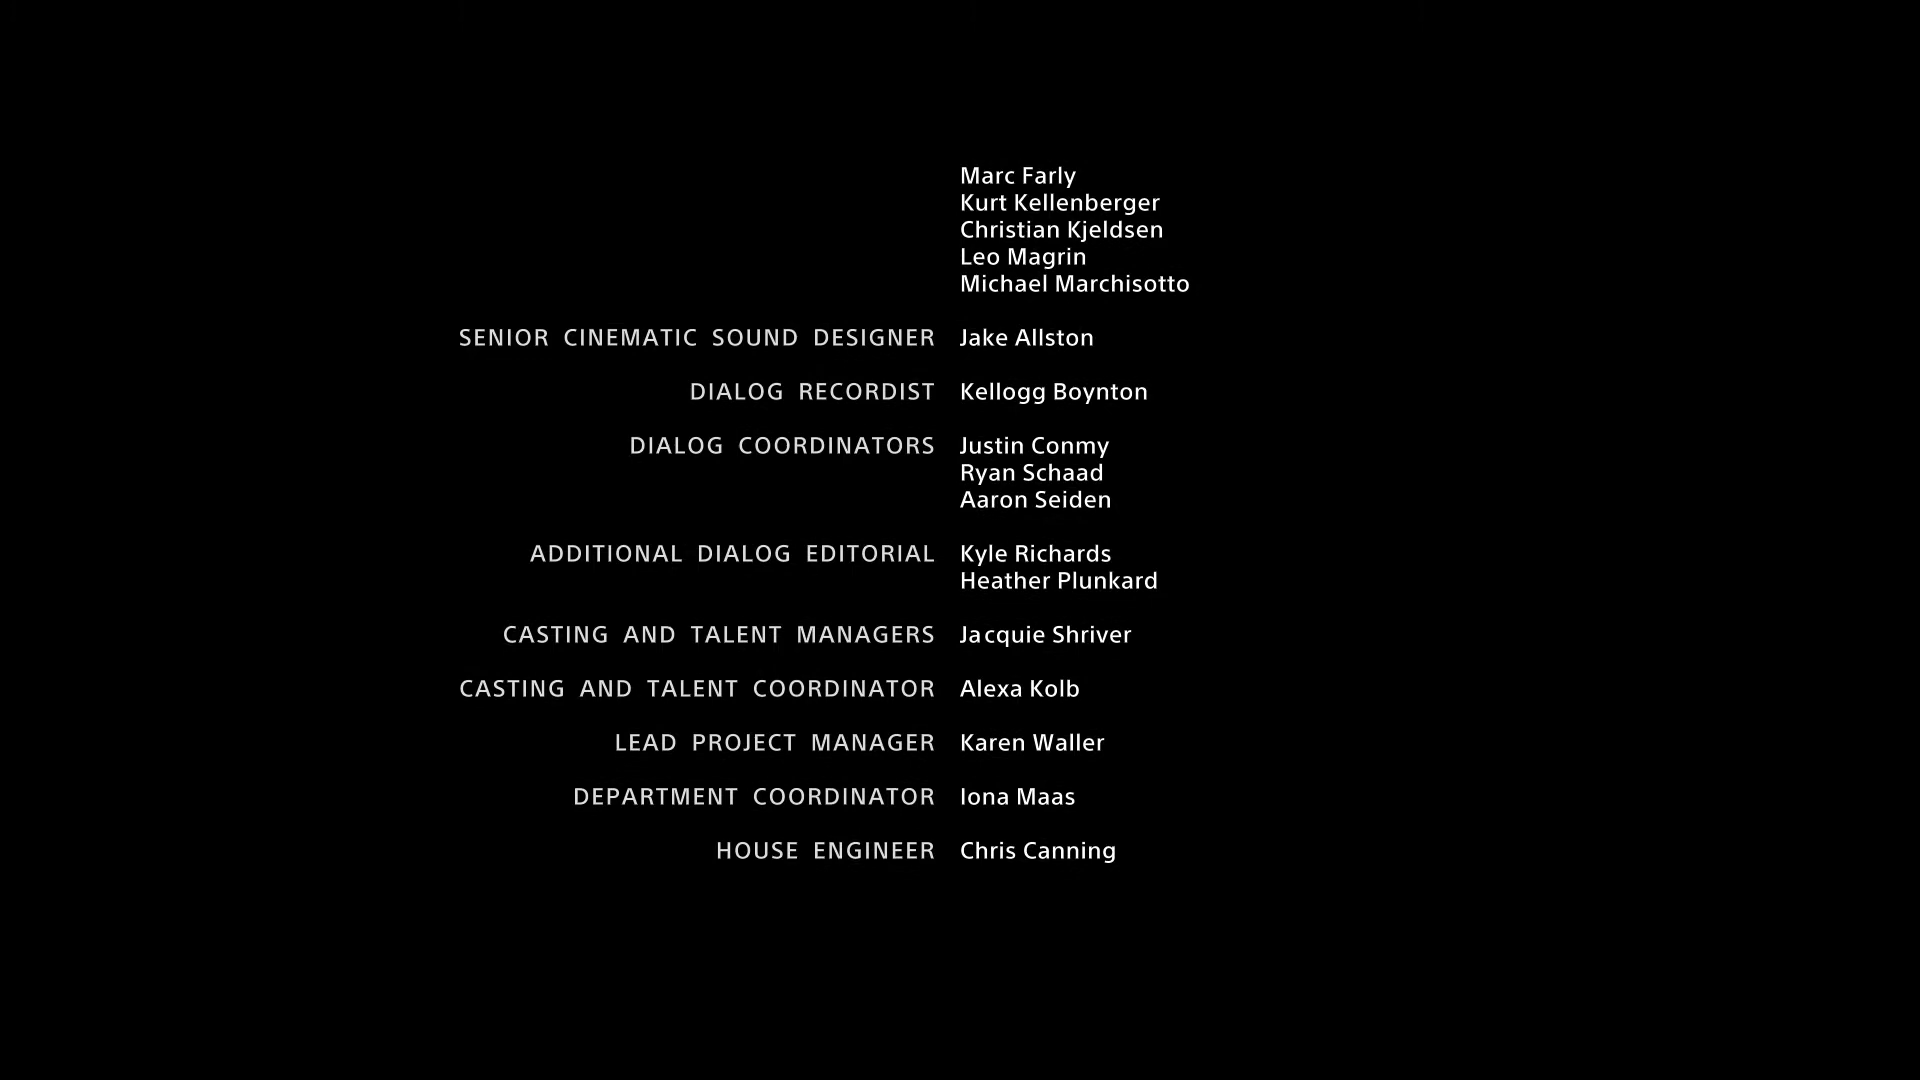 Marc Farly
Kurt Kellenberger
Christian Kjeldsen
Leo Magrin
Michael Marchisotto
SENIOR CINEMATIC SOUND DESIGNER Jake Allston
DIALOG RECORDIST Kellogg Boynton
DIALOG COORDINATORS Justin Conmy
Ryan Schaad
Aaron Seiden
ADDITIONAL DIALOG EDITORIAL Kyle Richards
Heather Plunkard
CASTING AND TALENT MANAGERS Jacquie Shriver
CASTING AND TALENT COORDINATOR Alexa Kolb
LEAD PROJECT MANAGER Karen Waller
DEPARTMENT COORDINATOR Iona Maas
HOUSE ENGINEER Chris Canning